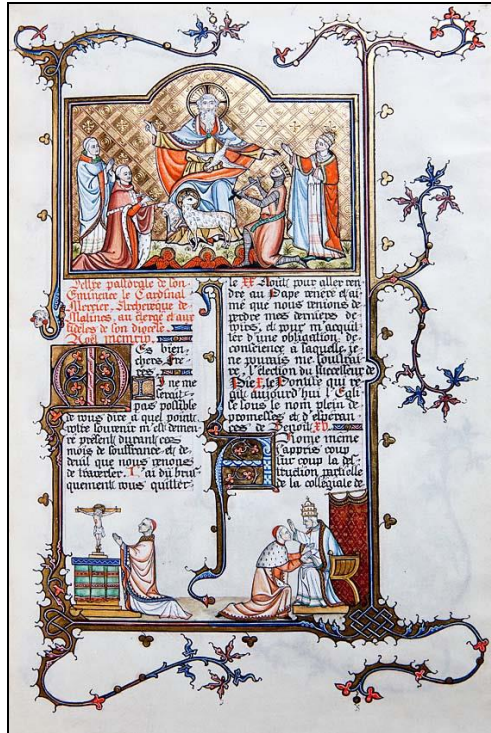 Lettre pastorale de son
Eminence le Cardinal
Mercier, Archevêque de
Malines, au clergé et aux
fidèles de son diocèse.
Noël mcmxiv.
MEs bien
chers Frè
res
Il ne me
serait
pas possible
de vous dire à quel point
votre souvenir m'est demeu
ré présent durant ces
mois de souffrance et de
deuil que nous venons
de traverser. J'ai dû brus
quement vous quitter
le XX Août pour aller ren
dre au Pape vénéré et ai
mé que nous venions de
perdre mes derniers de
voirs, et pour m'acquit
ter d'une obligation de
conscience à laquelle je
ne pouvais me soustrai
re, l'élection du successeur de
Pie X, le Pontife qui ré
git aujourd'hui l'Égli
se sous le nom plein de
promesses et d'espéran
ces de Benoît XV.
A Rome même
j'appris coup
sur coup la des
truction partielle
de la collégiale de